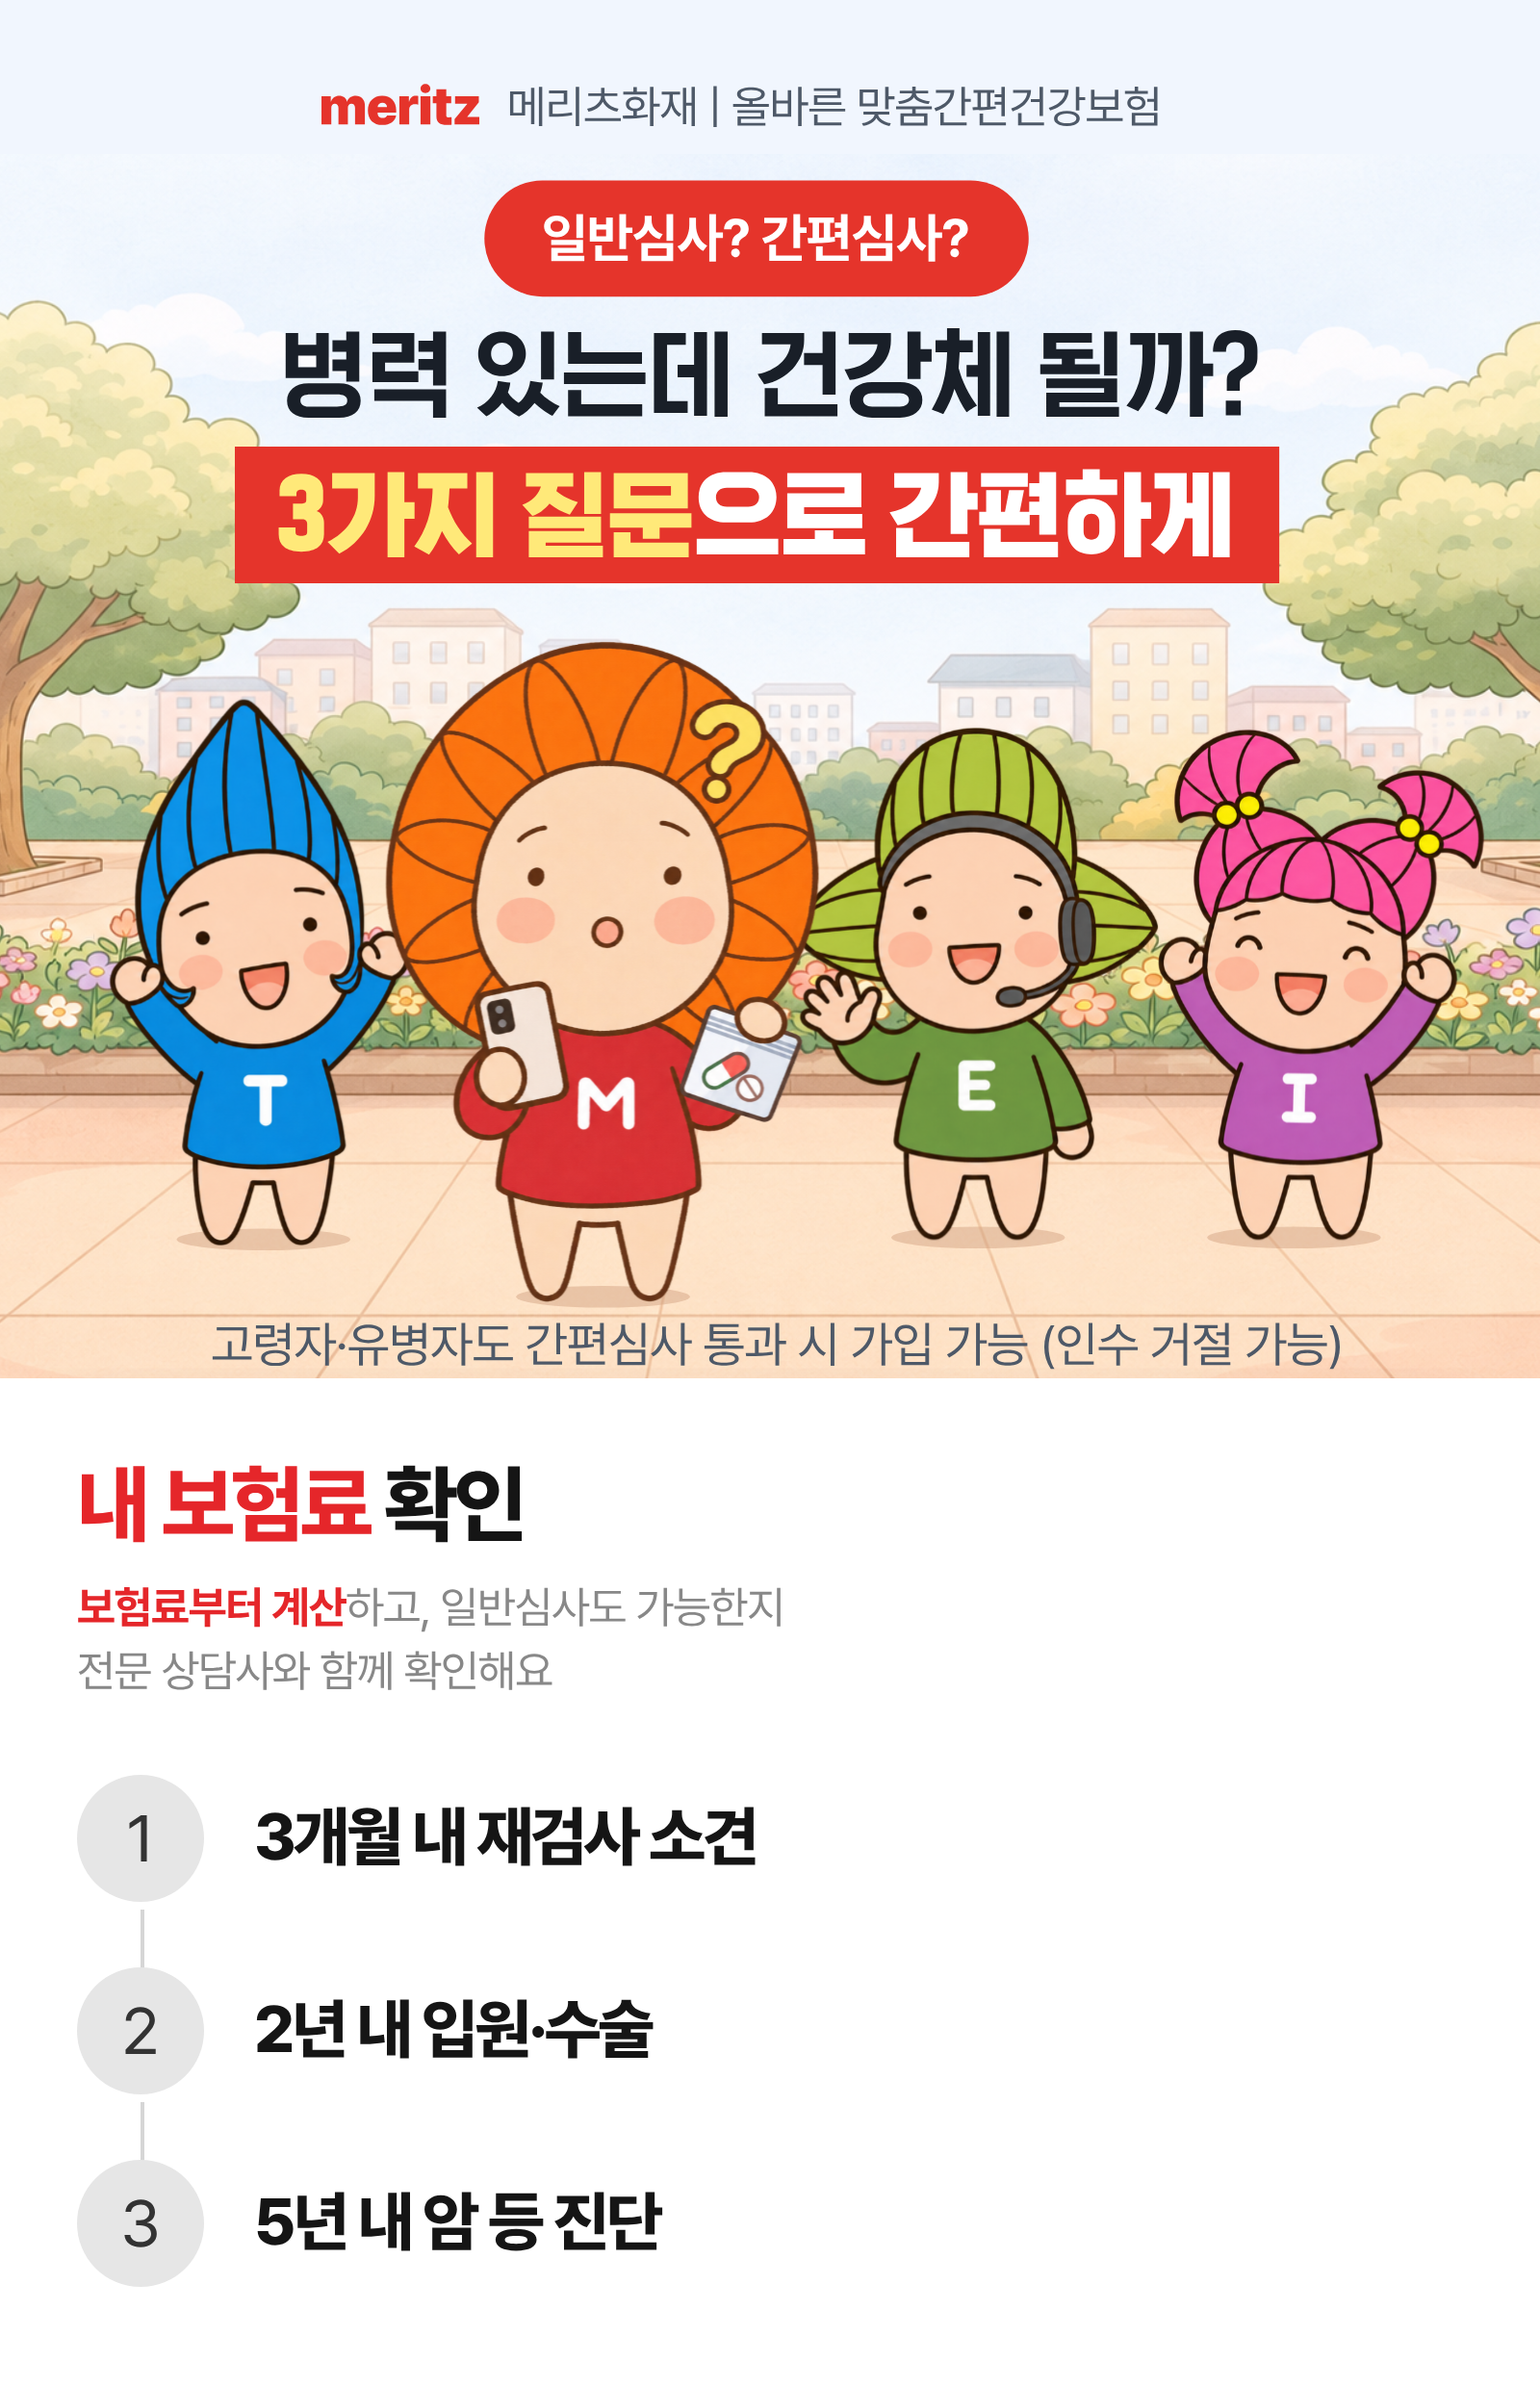 meritz 메리츠화재 | 올바른 맞춤간편건강보험
일반심사? 간편심사?
병력 있는데 건강체 될까?
3가지 질문으로 간편하게
?
T M E I
고령자·유병자도 간편심사 통과 시 가입 가능 (인수 거절 가능)
내 보험료 확인
보험료부터 계산하고, 일반심사도 가능한지
전문 상담사와 함께 확인해요
1 3개월 내 재검사 소견
2 2년 내 입원·수술
3 5년 내 암 등 진단